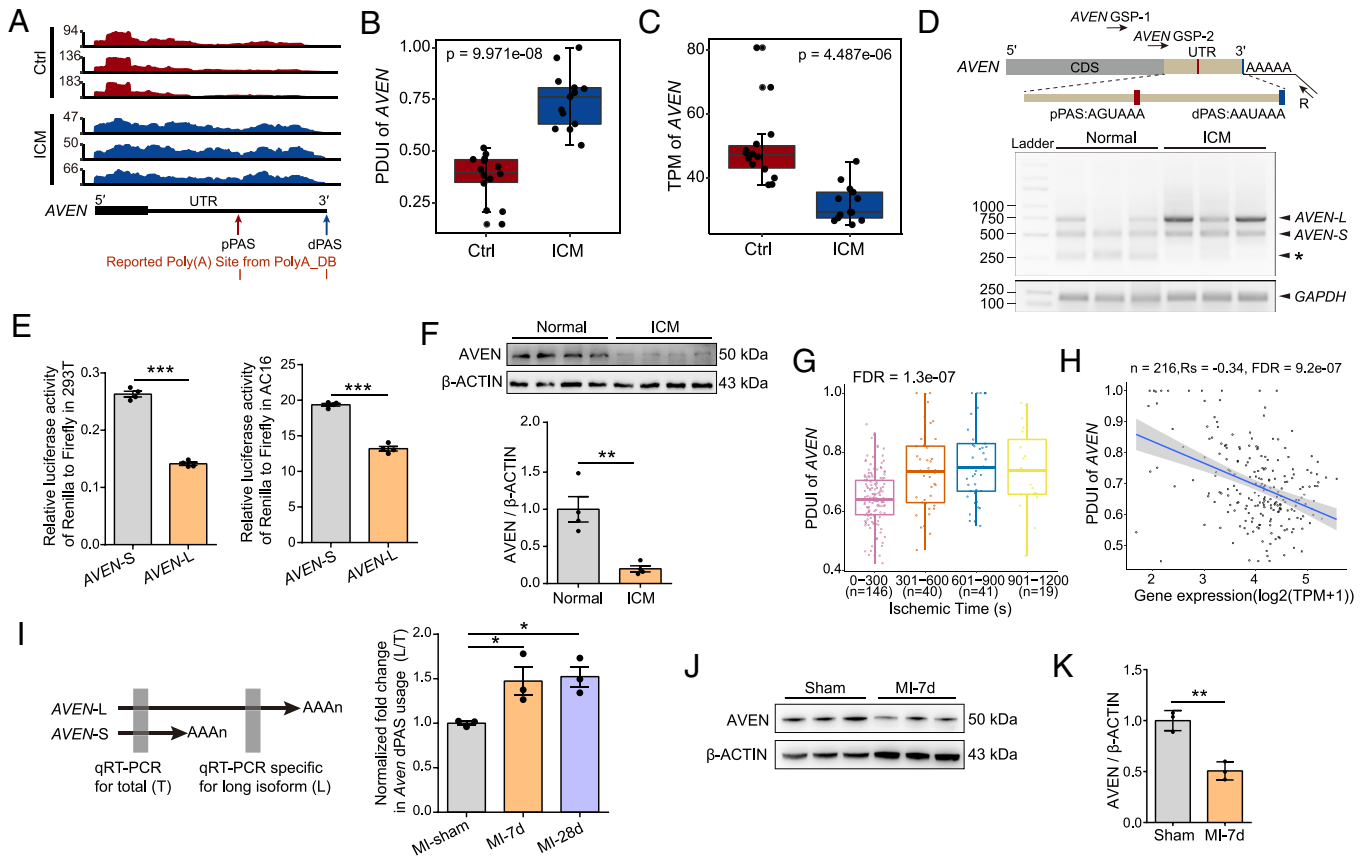 A
Ctrl
94
136
183
ICM
47
50
66
5′ UTR 3′
AVEN
pPAS dPAS
Reported Poly(A) Site from PolyA_DB
B
PDUI of AVEN
1.00
0.75
0.50
0.25
p = 9.971e-08
Ctrl ICM
C
TPM of AVEN
80
60
40
p = 4.487e-06
Ctrl ICM
D
AVEN GSP-1
AVEN GSP-2
5′ UTR 3′
AVEN CDS AAAAA
R
pPAS:AGUAAA dPAS:AAUAAA
Ladder Normal ICM
1000
750
500
250
AVEN-L
AVEN-S
*
250
100
GAPDH
E
Relative luciferase activity
of Renilla to Firefly in 293T
0.3
0.2
0.1
0.0
***
AVEN-S AVEN-L
Relative luciferase activity
of Renilla to Firefly in AC16
25
20
16
12
8
4
0
***
AVEN-S AVEN-L
F
Normal ICM
AVEN 50 kDa
β-ACTIN 43 kDa
AVEN / β-ACTIN
2.0
1.5
1.0
0.5
0.0
**
Normal ICM
G
FDR = 1.3e-07
PDUI of AVEN
1.0
0.8
0.6
0.4
0−300 301−600 601−900 901−1200
(n=146) (n=40) (n=41) (n=19)
Ischemic Time (s)
H
n = 216,Rs = -0.34, FDR = 9.2e-07
PDUI of AVEN
1.0
0.9
0.8
0.7
0.6
0.5
2 3 4 5
Gene expression(log2(TPM+1))
I
AVEN-L AAAn
AVEN-S AAAn
qRT-PCR
for total (T)
qRT-PCR specific
for long isoform (L)
Normalized fold change
in Aven dPAS usage (L/T)
2.0
1.5
1.0
0.5
0.0
*
*
MI-sham MI-7d MI-28d
J
Sham MI-7d
AVEN 50 kDa
β-ACTIN 43 kDa
K
AVEN / β-ACTIN
1.5
1.0
0.5
0.0
**
Sham MI-7d